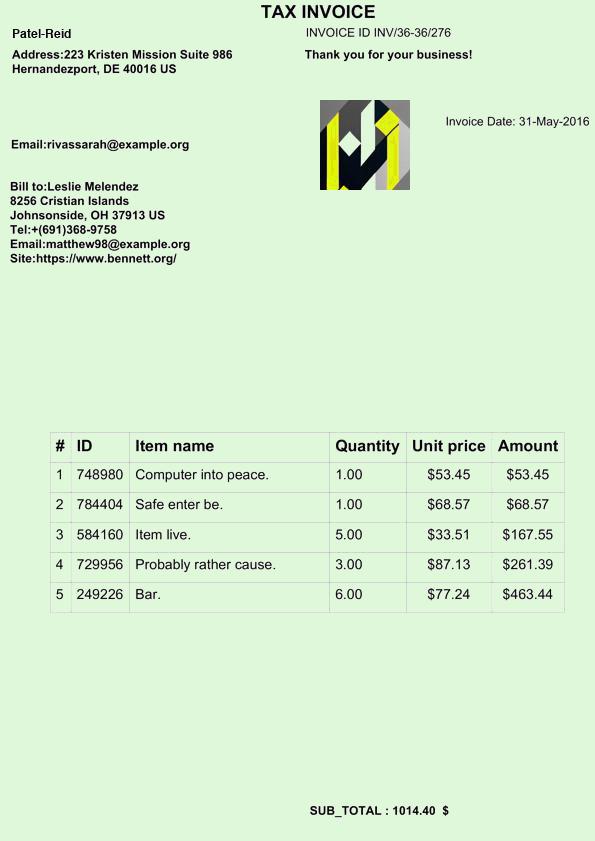 TAX INVOICE
Patel-Reid
INVOICE ID INV/36-36/276
Address:223 Kristen Mission Suite 986
Hernandezport, DE 40016 US
Thank you for your business!
Invoice Date: 31-May-2016
Email:rivassarah@example.org
Bill to:Leslie Melendez
8256 Cristian Islands
Johnsonside, OH 37913 US
Tel:+(691)368-9758
Email:matthew98@example.org
Site:https://www.bennett.org/
# ID Item name Quantity Unit price Amount
1 748980 Computer into peace. 1.00 $53.45 $53.45
2 784404 Safe enter be. 1.00 $68.57 $68.57
3 584160 Item live. 5.00 $33.51 $167.55
4 729956 Probably rather cause. 3.00 $87.13 $261.39
5 249226 Bar. 6.00 $77.24 $463.44
SUB_TOTAL : 1014.40 $